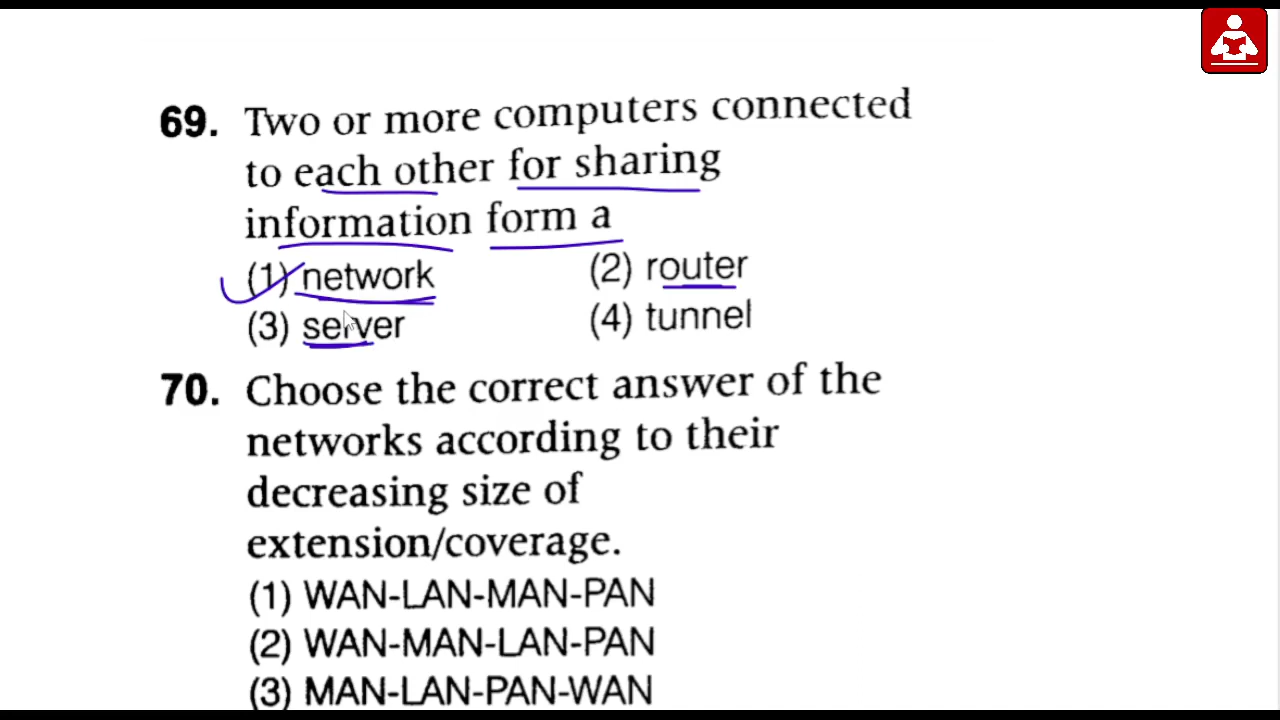 69. Two or more computers connected
to each other for sharing
information form a
(1) network (2) router
(3) server (4) tunnel
70. Choose the correct answer of the
networks according to their
decreasing size of
extension/coverage.
(1) WAN-LAN-MAN-PAN
(2) WAN-MAN-LAN-PAN
(3) MAN-LAN-PAN-WAN